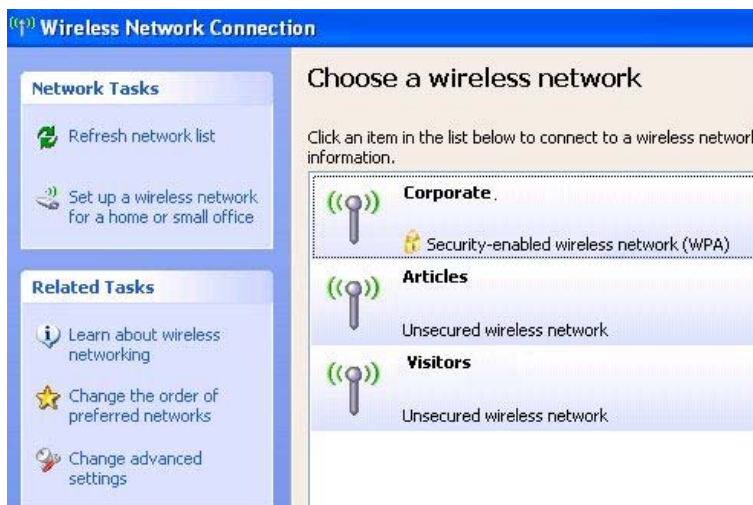 Wireless Network Connection
Network Tasks
Refresh network list
Set up a wireless network
for a home or small office
Related Tasks
Learn about wireless
networking
Change the order of
preferred networks
Change advanced
settings
Choose a wireless network
Click an item in the list below to connect to a wireless network
information.
Corporate.
Security-enabled wireless network (WPA)
Articles
Unsecured wireless network
Visitors
Unsecured wireless network